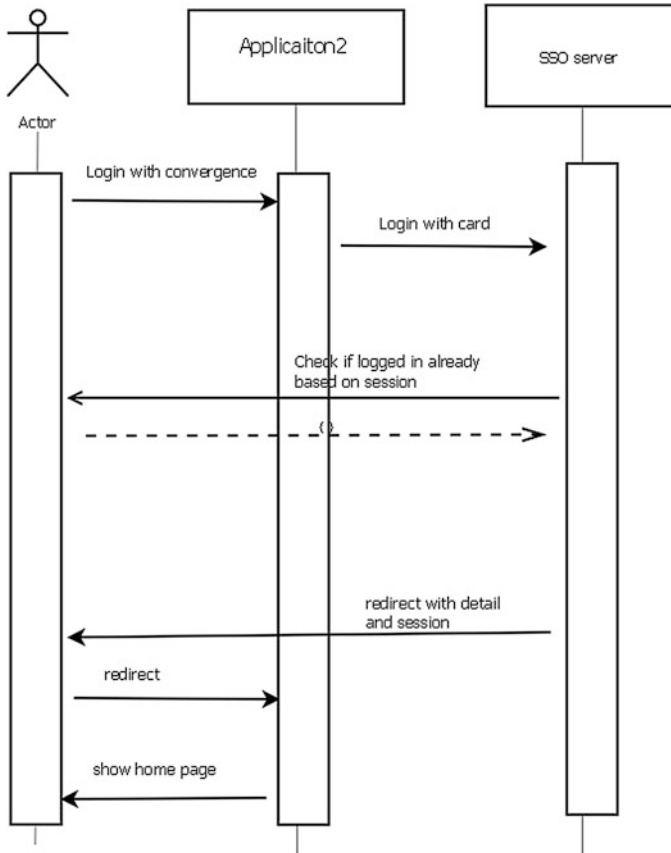 Applicaiton2
SSO server
Actor
Login with convergence
Login with card
Check if logged in already
based on session
{ }
redirect with detail
and session
redirect
show home page